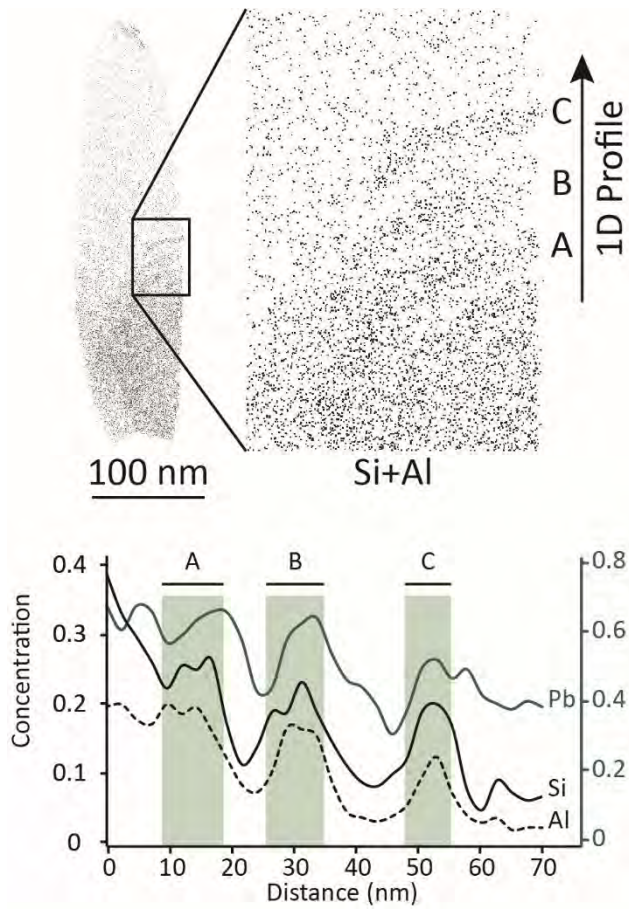 C
B
A
1D Profile
100 nm
Si+Al
0.4
0.3
0.2
0.1
0
Concentration
A
B
C
0.8
0.6
0.4
0.2
0
Pb
Si
Al
0 10 20 30 40 50 60 70
Distance (nm)